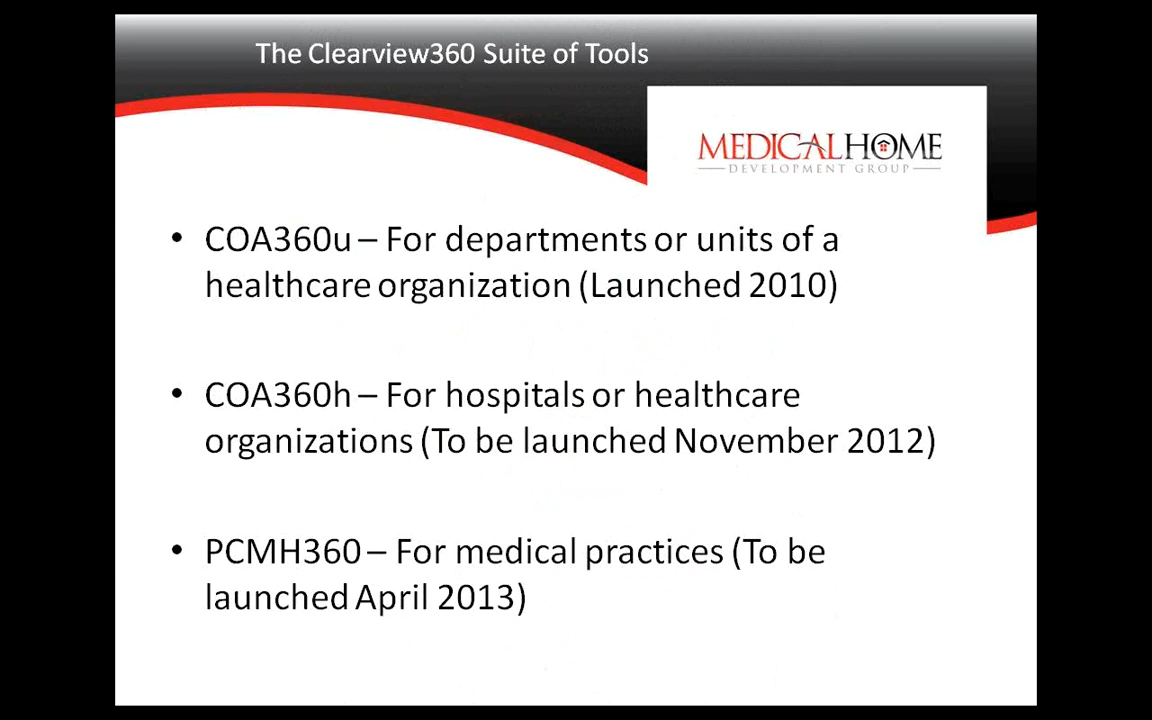 The Clearview360 Suite of Tools
MEDICALHOME
DEVELOPMENT GROUP
• COA360u – For departments or units of a
healthcare organization (Launched 2010)
• COA360h – For hospitals or healthcare
organizations (To be launched November 2012)
• PCMH360 – For medical practices (To be
launched April 2013)